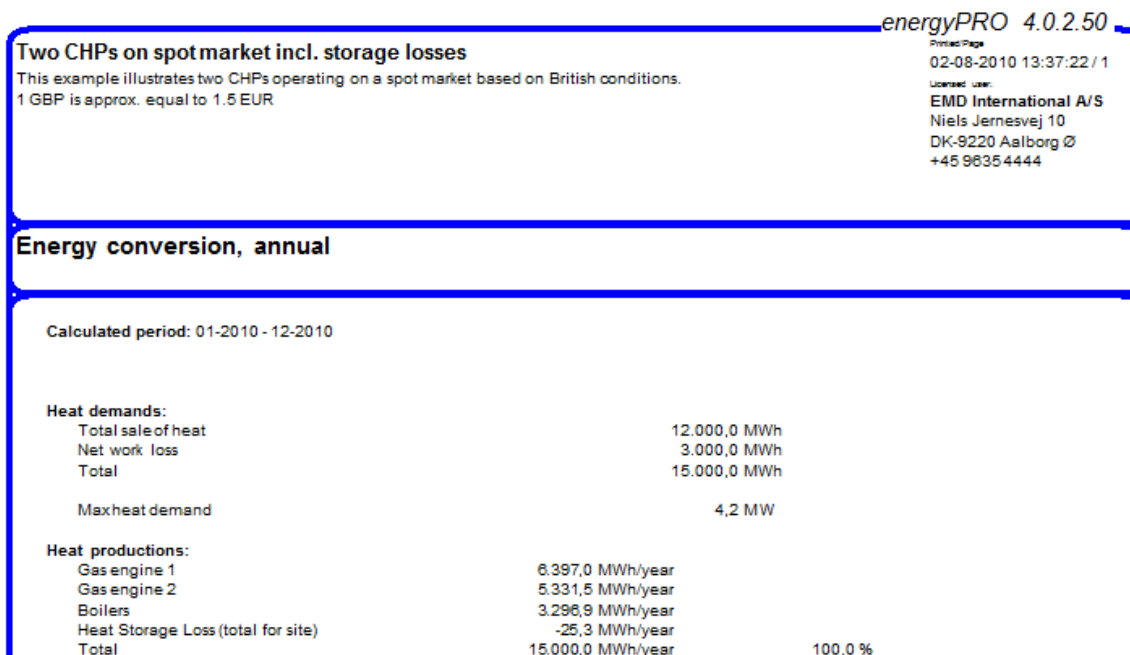 energyPRO 4.0.2.50
Two CHPs on spot market incl. storage losses
This example illustrates two CHPs operating on a spot market based on British conditions.
1 GBP is approx. equal to 1.5 EUR
Printed/Page
02-08-2010 13:37:22 / 1
Licensed user:
EMD International A/S
Niels Jernesvej 10
DK-9220 Aalborg Ø
+45 96354444
Energy conversion, annual
Calculated period: 01-2010 - 12-2010
Heat demands:
Total sale of heat 12.000,0 MWh
Net work loss 3.000,0 MWh
Total 15.000,0 MWh
Max heat demand 4,2 MW
Heat productions:
Gas engine 1 6.397,0 MWh/year
Gas engine 2 5.331,5 MWh/year
Boilers 3.296,9 MWh/year
Heat Storage Loss (total for site) -25,3 MWh/year
Total 15.000,0 MWh/year 100,0 %